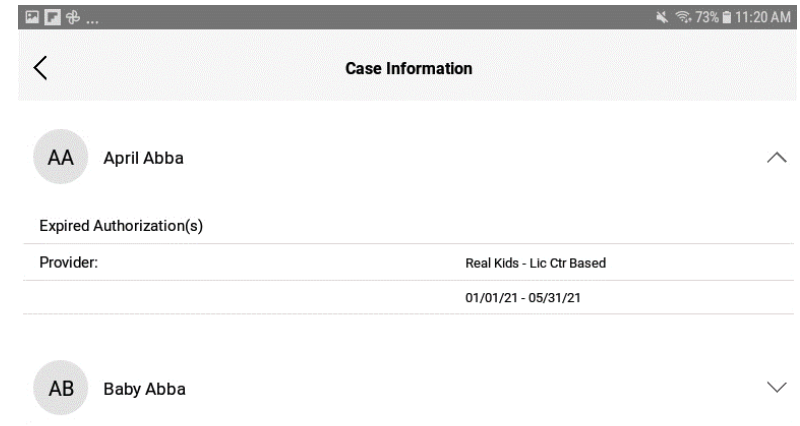 ... 73% 11:20 AM
Case Information
AA April Abba
Expired Authorization(s)
Provider: Real Kids - Lic Ctr Based
01/01/21 - 05/31/21
AB Baby Abba